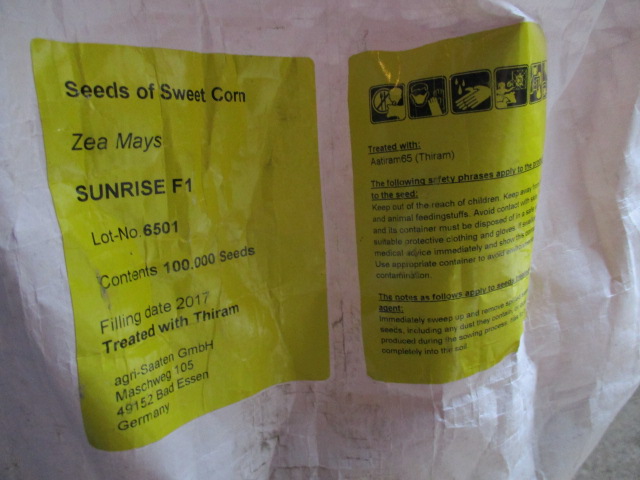 Seeds of Sweet Corn
Zea Mays
SUNRISE F1
Lot-No 6501
Contents 100.000 Seeds
Filling date 2017
Treated with Thiram
agri-Saaten GmbH
Maschweg 105
49152 Bad Essen
Germany
Treated with:
Aatiram65 (Thiram)
The following safety phrases apply to the
to the seed:
Keep out of the reach of children. Keep away
and animal feedingstuffs. Avoid contact with
and its container must be disposed of in a
suitable protective clothing and gloves. If
medical advice immediately and show this
Use appropriate container to avoid
contamination.
The notes as follows apply to seeds
agent:
Immediately sweep up and remove
seeds, including any dust they contain or
produced during the sowing process.
completely into the soil.